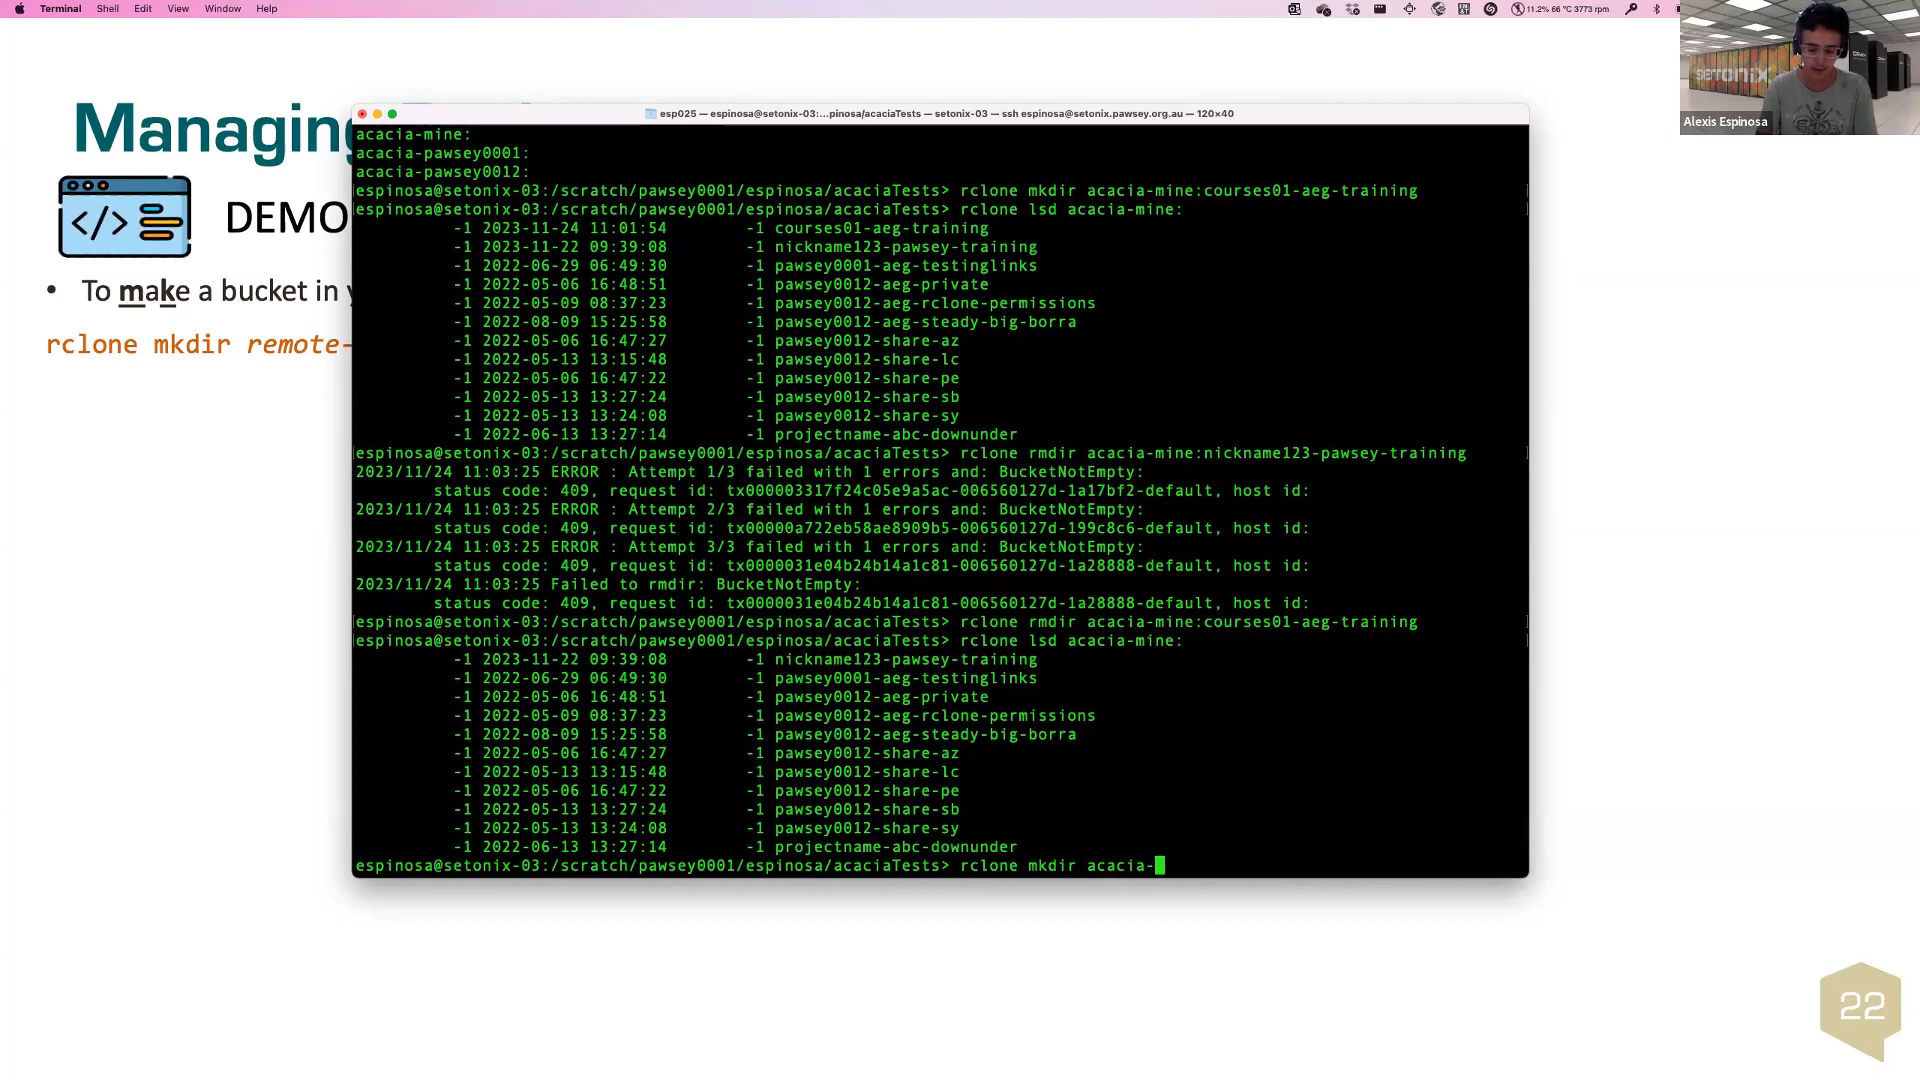 Terminal Shell Edit View Window Help
11.2% 66 °C 3773 rpm
SETONIX
Alexis Espinosa
Managing
</> DEMO
• To make a bucket in y
rclone mkdir remote-
esp025 — espinosa@setonix-03:...pinosa/acaciaTests — setonix-03 — ssh espinosa@setonix.pawsey.org.au — 120×40
acacia-mine:
acacia-pawsey0001:
acacia-pawsey0012:
espinosa@setonix-03:/scratch/pawsey0001/espinosa/acaciaTests> rclone mkdir acacia-mine:courses01-aeg-training
espinosa@setonix-03:/scratch/pawsey0001/espinosa/acaciaTests> rclone lsd acacia-mine:
-1 2023-11-24 11:01:54 -1 courses01-aeg-training
-1 2023-11-22 09:39:08 -1 nickname123-pawsey-training
-1 2022-06-29 06:49:30 -1 pawsey0001-aeg-testinglinks
-1 2022-05-06 16:48:51 -1 pawsey0012-aeg-private
-1 2022-05-09 08:37:23 -1 pawsey0012-aeg-rclone-permissions
-1 2022-08-09 15:25:58 -1 pawsey0012-aeg-steady-big-borra
-1 2022-05-06 16:47:27 -1 pawsey0012-share-az
-1 2022-05-13 13:15:48 -1 pawsey0012-share-lc
-1 2022-05-06 16:47:22 -1 pawsey0012-share-pe
-1 2022-05-13 13:27:24 -1 pawsey0012-share-sb
-1 2022-05-13 13:24:08 -1 pawsey0012-share-sy
-1 2022-06-13 13:27:14 -1 projectname-abc-downunder
espinosa@setonix-03:/scratch/pawsey0001/espinosa/acaciaTests> rclone rmdir acacia-mine:nickname123-pawsey-training
2023/11/24 11:03:25 ERROR : Attempt 1/3 failed with 1 errors and: BucketNotEmpty:
status code: 409, request id: tx000003317f24c05e9a5ac-006560127d-1a17bf2-default, host id:
2023/11/24 11:03:25 ERROR : Attempt 2/3 failed with 1 errors and: BucketNotEmpty:
status code: 409, request id: tx00000a722eb58ae8909b5-006560127d-199c8c6-default, host id:
2023/11/24 11:03:25 ERROR : Attempt 3/3 failed with 1 errors and: BucketNotEmpty:
status code: 409, request id: tx0000031e04b24b14a1c81-006560127d-1a28888-default, host id:
2023/11/24 11:03:25 Failed to rmdir: BucketNotEmpty:
status code: 409, request id: tx0000031e04b24b14a1c81-006560127d-1a28888-default, host id:
espinosa@setonix-03:/scratch/pawsey0001/espinosa/acaciaTests> rclone rmdir acacia-mine:courses01-aeg-training
espinosa@setonix-03:/scratch/pawsey0001/espinosa/acaciaTests> rclone lsd acacia-mine:
-1 2023-11-22 09:39:08 -1 nickname123-pawsey-training
-1 2022-06-29 06:49:30 -1 pawsey0001-aeg-testinglinks
-1 2022-05-06 16:48:51 -1 pawsey0012-aeg-private
-1 2022-05-09 08:37:23 -1 pawsey0012-aeg-rclone-permissions
-1 2022-08-09 15:25:58 -1 pawsey0012-aeg-steady-big-borra
-1 2022-05-06 16:47:27 -1 pawsey0012-share-az
-1 2022-05-13 13:15:48 -1 pawsey0012-share-lc
-1 2022-05-06 16:47:22 -1 pawsey0012-share-pe
-1 2022-05-13 13:27:24 -1 pawsey0012-share-sb
-1 2022-05-13 13:24:08 -1 pawsey0012-share-sy
-1 2022-06-13 13:27:14 -1 projectname-abc-downunder
espinosa@setonix-03:/scratch/pawsey0001/espinosa/acaciaTests> rclone mkdir acacia-
22